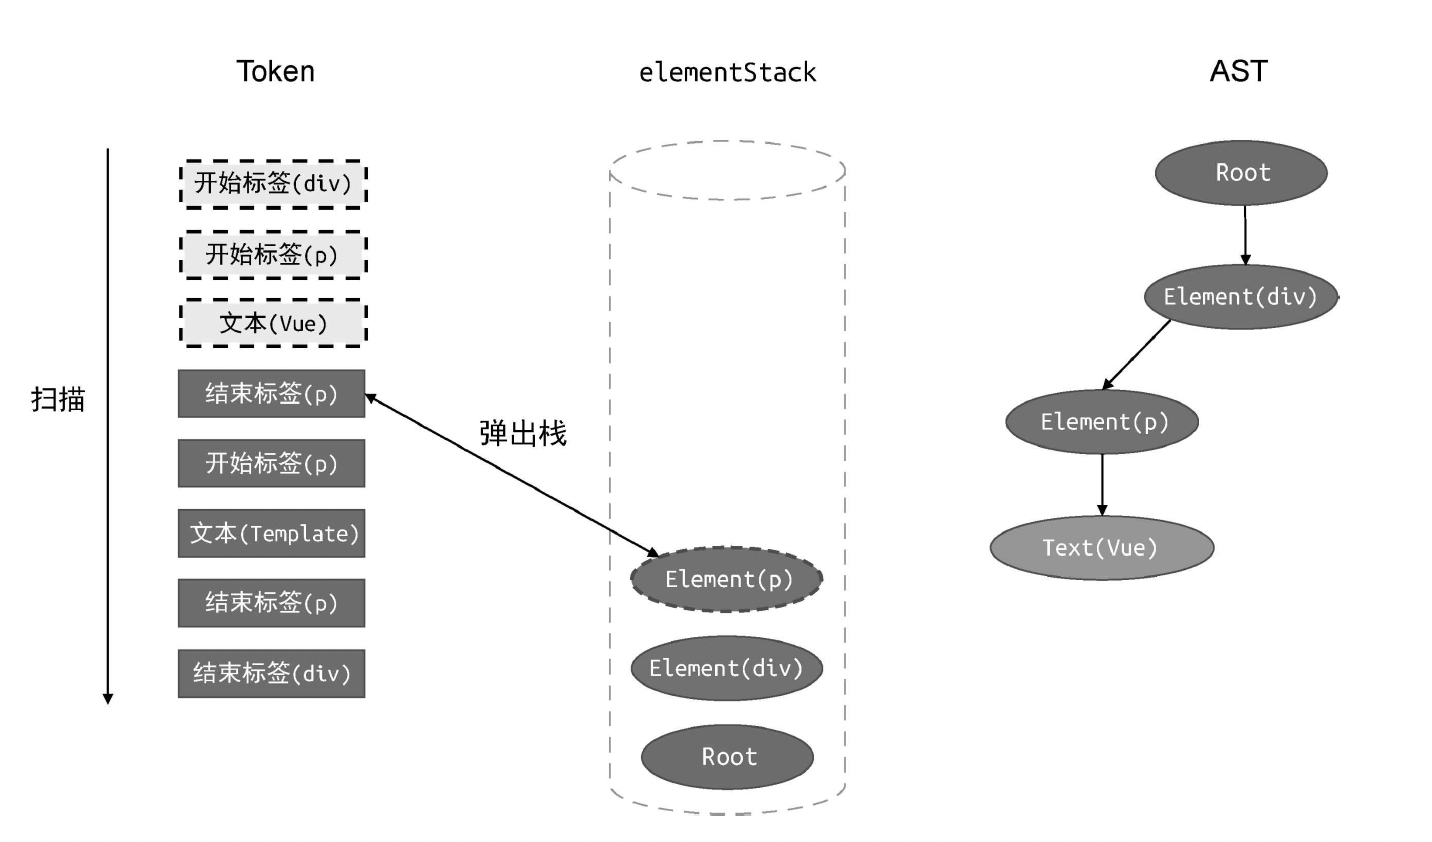 Token
elementStack
AST
扫描
开始标签(div)
开始标签(p)
文本(Vue)
结束标签(p)
开始标签(p)
文本(Template)
结束标签(p)
结束标签(div)
弹出栈
Element(p)
Element(div)
Root
Root
Element(div)
Element(p)
Text(Vue)